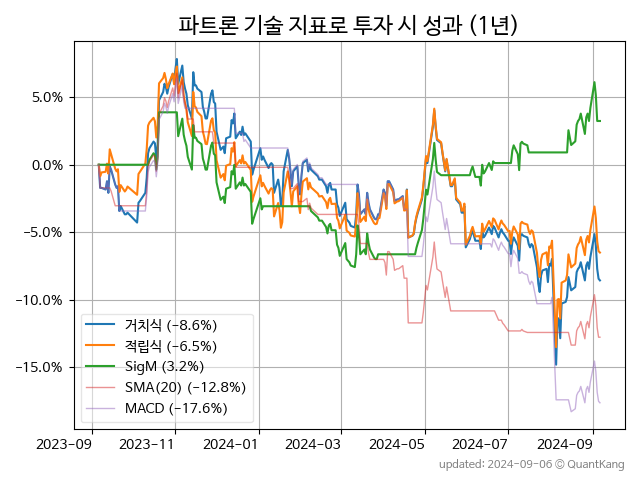 파트론 기술 지표로 투자 시 성과 (1년)
5.0%
0.0%
−5.0%
−10.0%
−15.0%
거치식 (−8.6%)
적립식 (−6.5%)
SigM (3.2%)
SMA(20) (−12.8%)
MACD (−17.6%)
2023-09 2023-11 2024-01 2024-03 2024-05 2024-07 2024-09
updated: 2024-09-06 © QuantKang